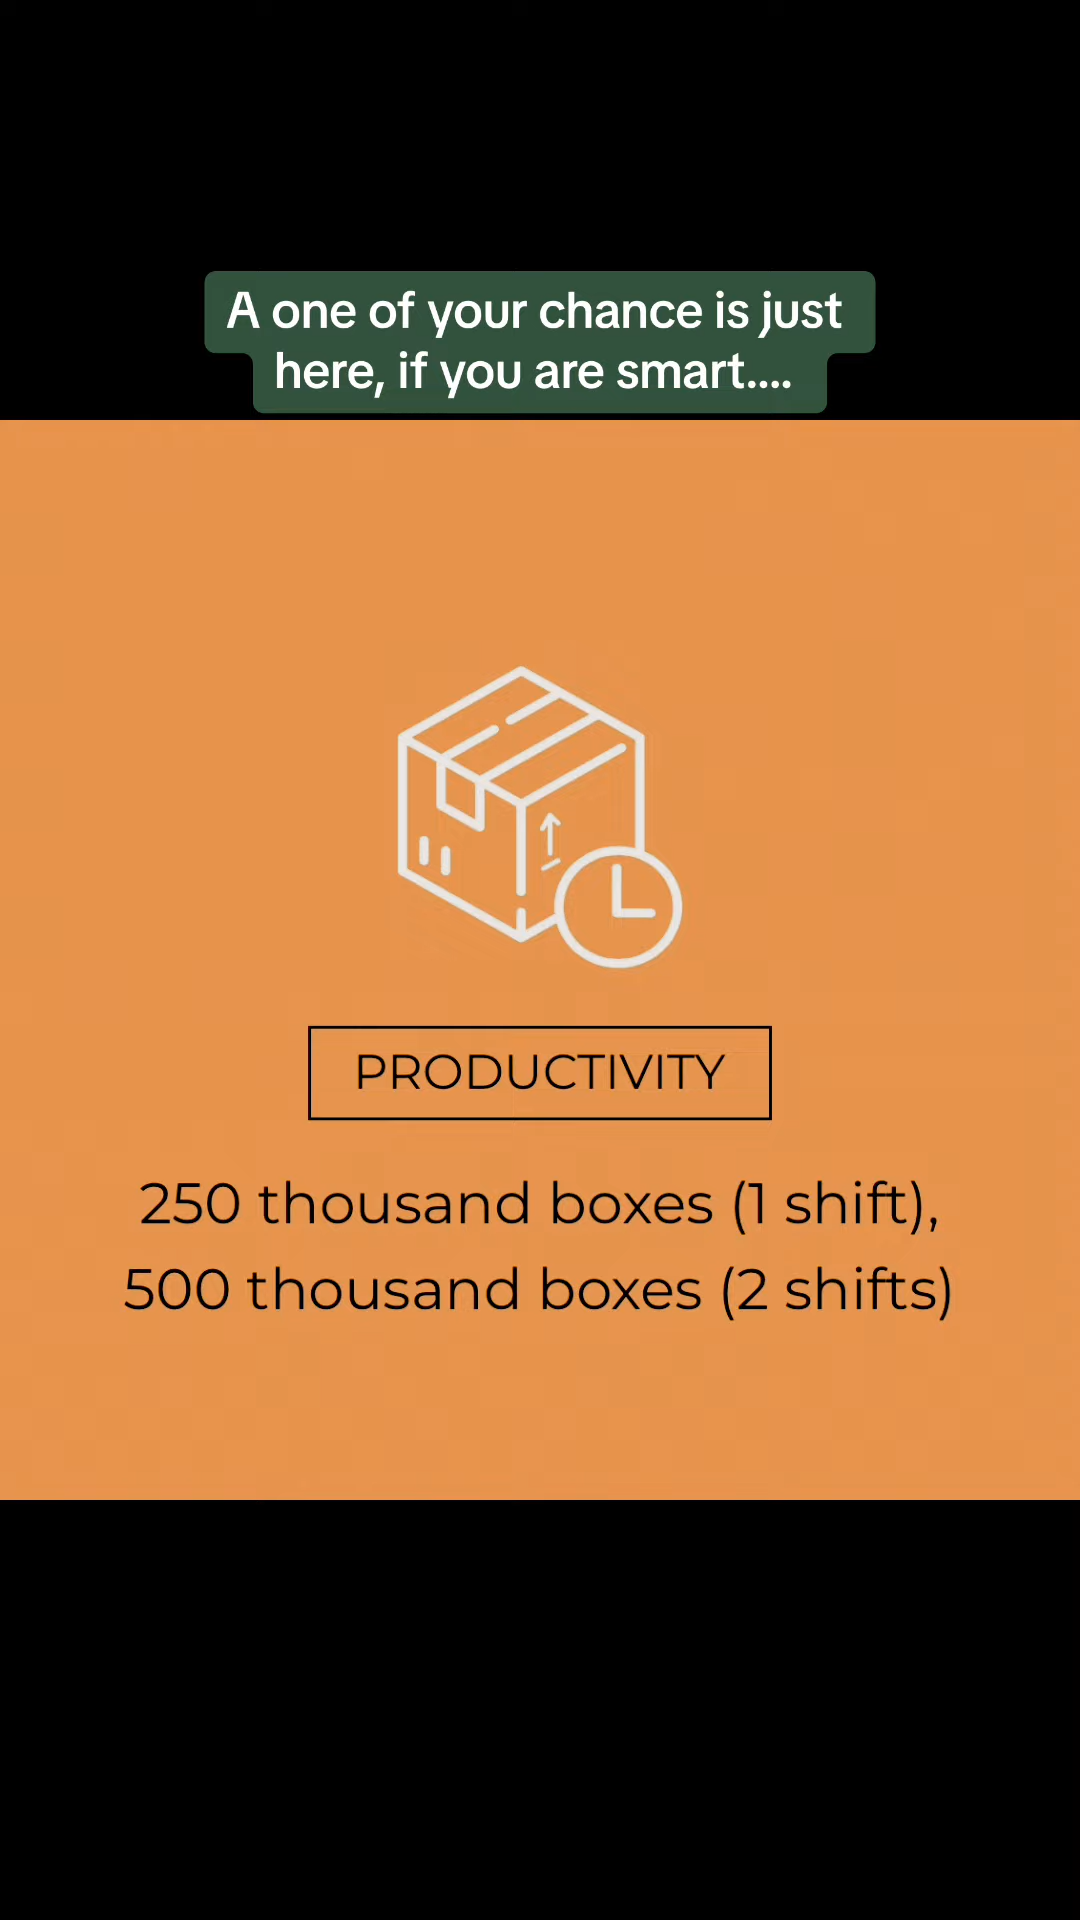 A one of your chance is just
here, if you are smart....
PRODUCTIVITY
250 thousand boxes (1 shift),
500 thousand boxes (2 shifts)